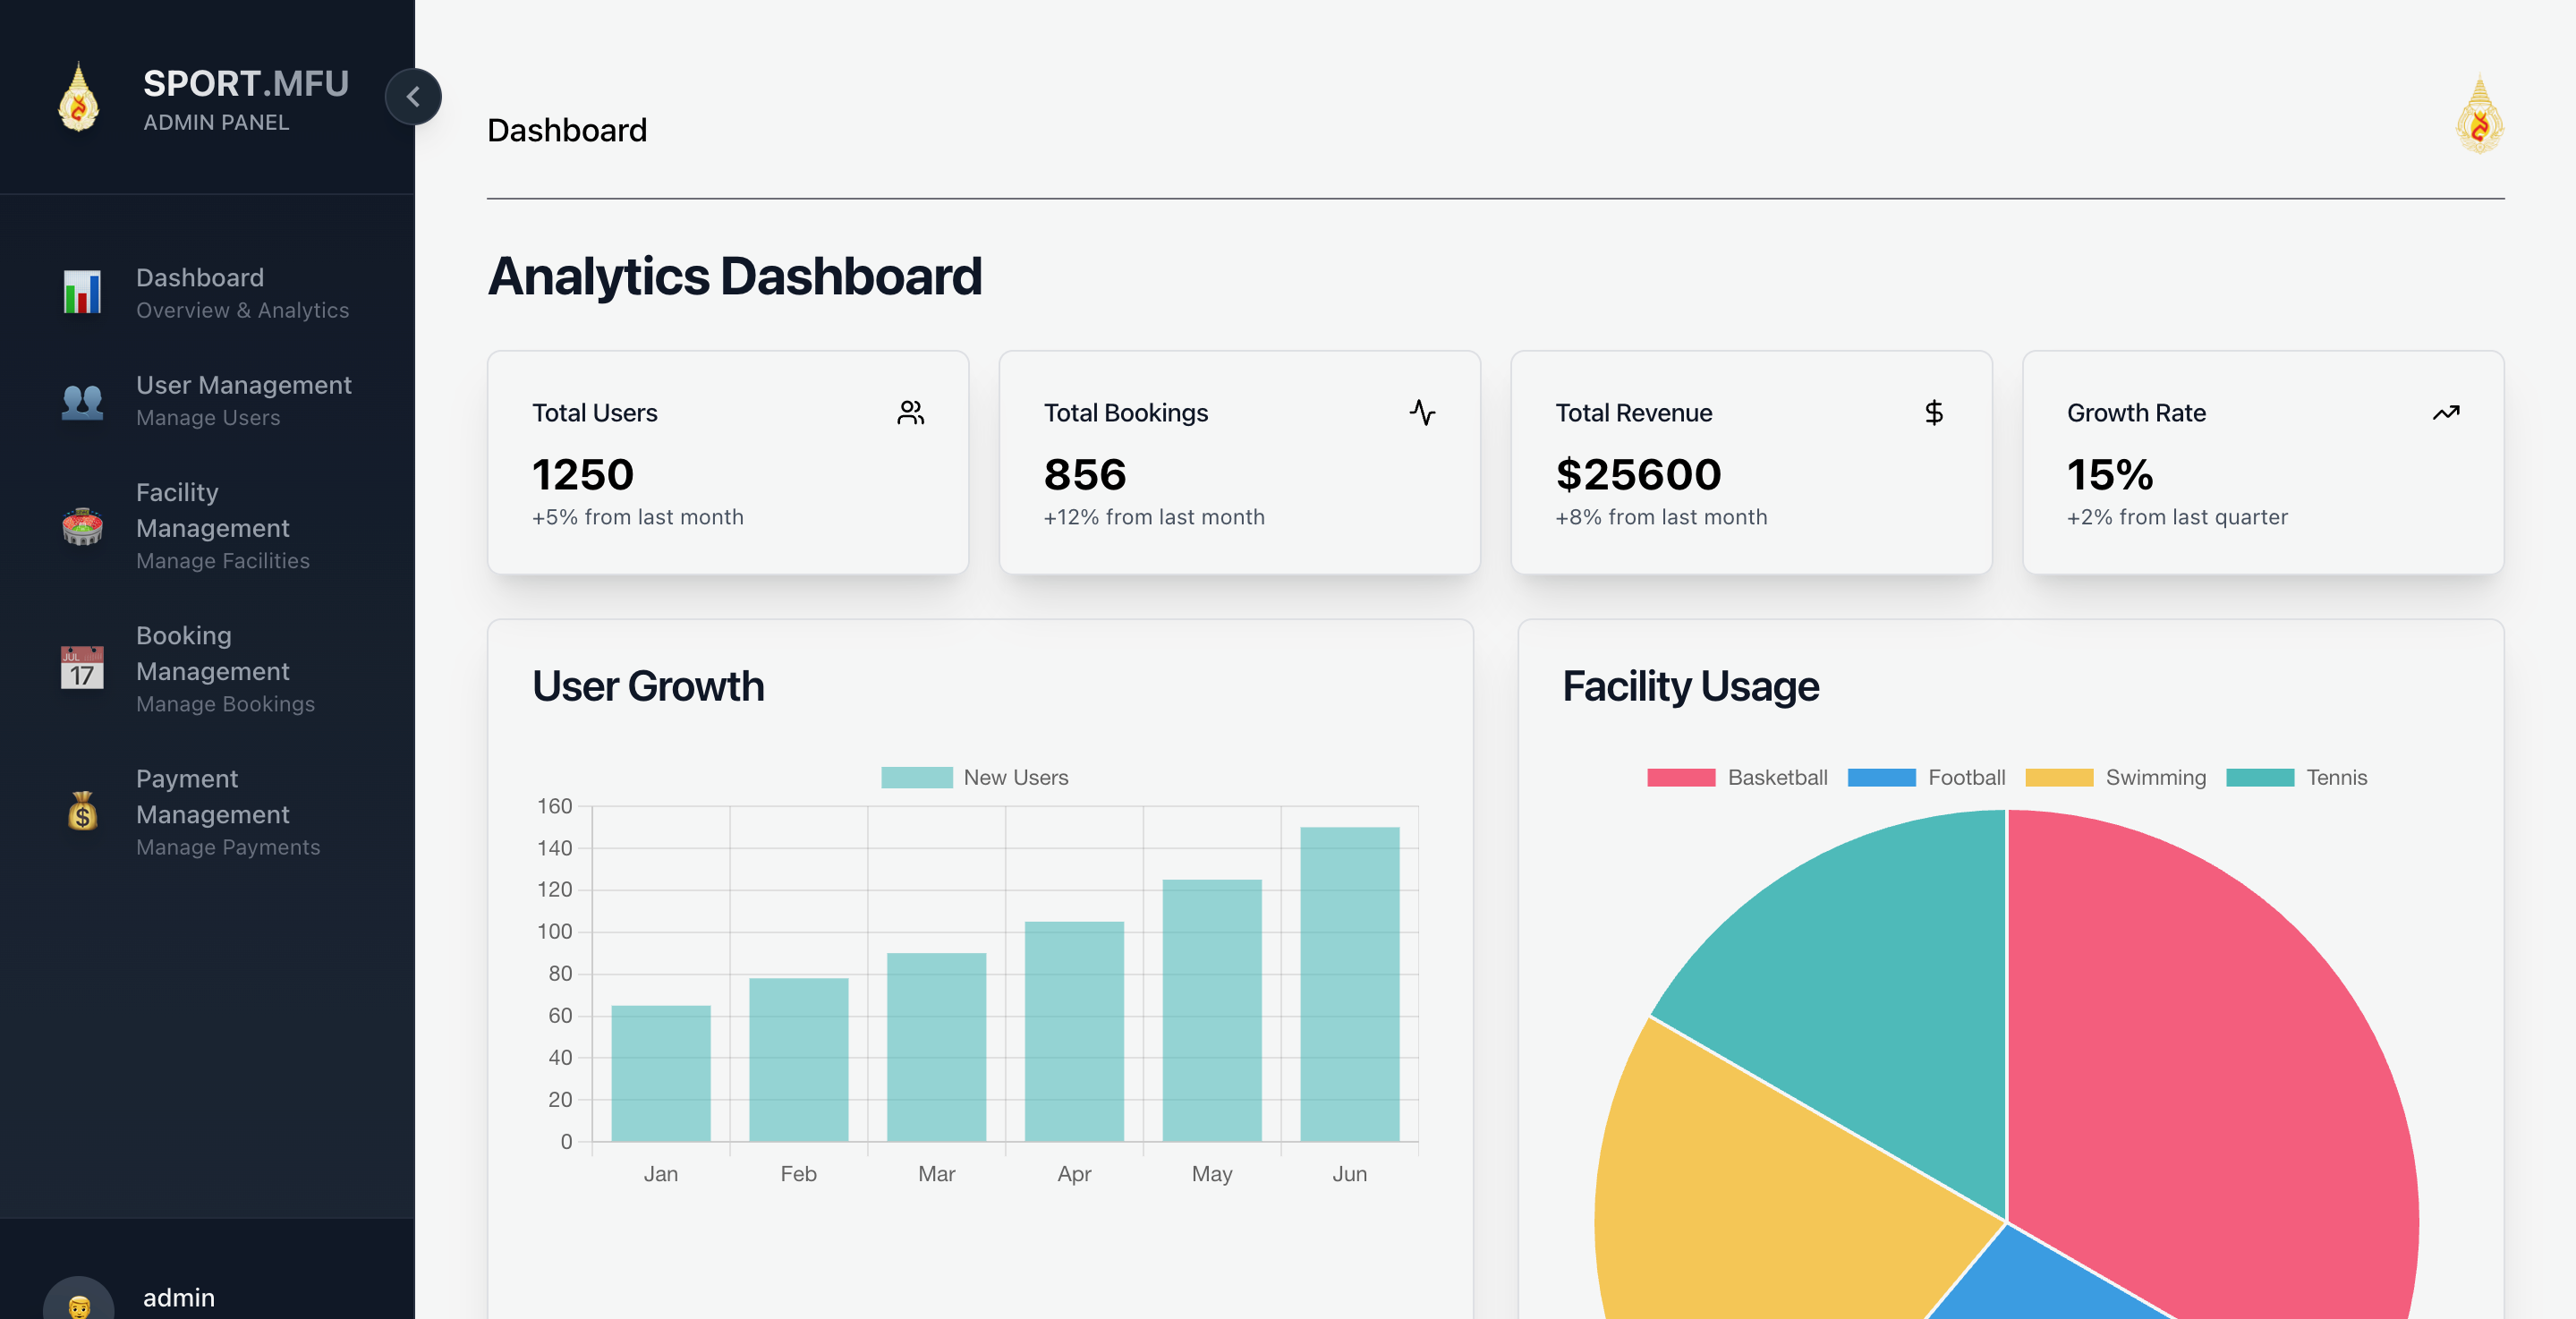 SPORT.MFU
ADMIN PANEL
Dashboard
Overview & Analytics
User Management
Manage Users
Facility
Management
Manage Facilities
JUL
17
Booking
Management
Manage Bookings
Payment
Management
Manage Payments
admin
Dashboard
Analytics Dashboard
Total Users
1250
+5% from last month
Total Bookings
856
+12% from last month
Total Revenue
$
$25600
+8% from last month
Growth Rate
15%
+2% from last quarter
User Growth
New Users
160
140
120
100
80
60
40
20
0
Jan Feb Mar Apr May Jun
Facility Usage
Basketball Football Swimming Tennis